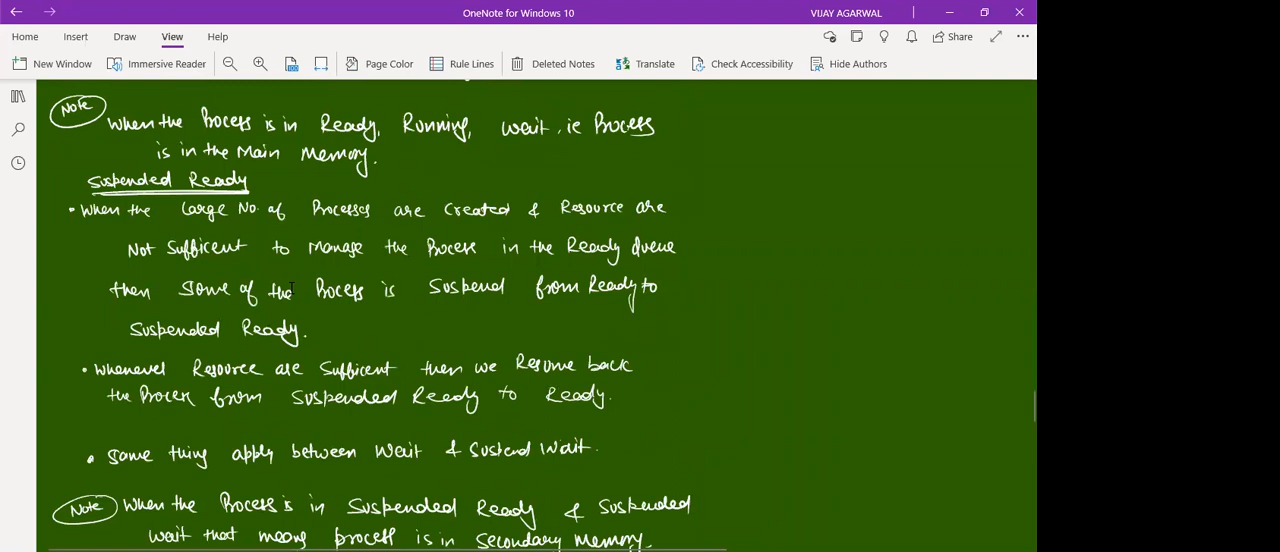 OneNote for Windows 10
VIJAY AGARWAL
Home Insert Draw View Help
Share
New Window Immersive Reader Page Color Rule Lines Deleted Notes Translate Check Accessibility Hide Authors
Note When the Process is in Ready, Running, wait, ie Process
is in the Main Memory.
Suspended Ready
• When the Large No. of Processes are Created & Resource are
Not Sufficent to Manage the Process in the Ready Queue
then some of the Process is Suspend from Ready to
Suspended Ready.
• Whenever Resource are Sufficent then we Resume back
the Process from Suspended Ready to Ready.
• Same thing apply between Wait & Suspend Wait.
Note When the Process is in Suspended Ready & Suspended
wait that means process is in Secondary Memory.